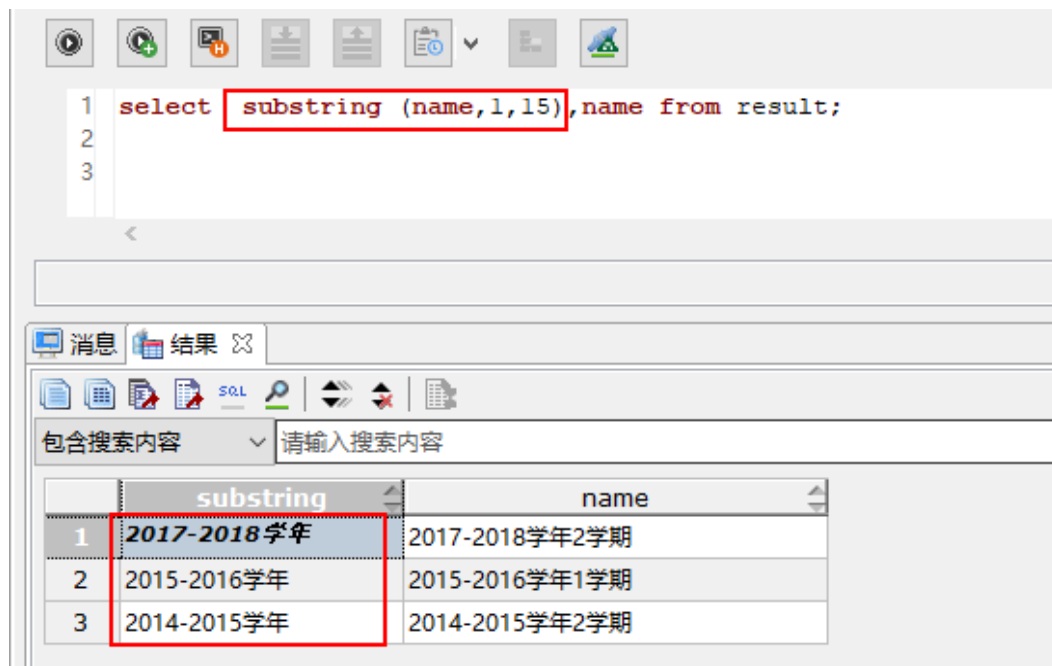 1 select substring (name,1,15),name from result;
2
3
消息 结果
SQL
包含搜索内容 请输入搜索内容
substring name
1 2017-2018学年 2017-2018学年2学期
2 2015-2016学年 2015-2016学年1学期
3 2014-2015学年 2014-2015学年2学期